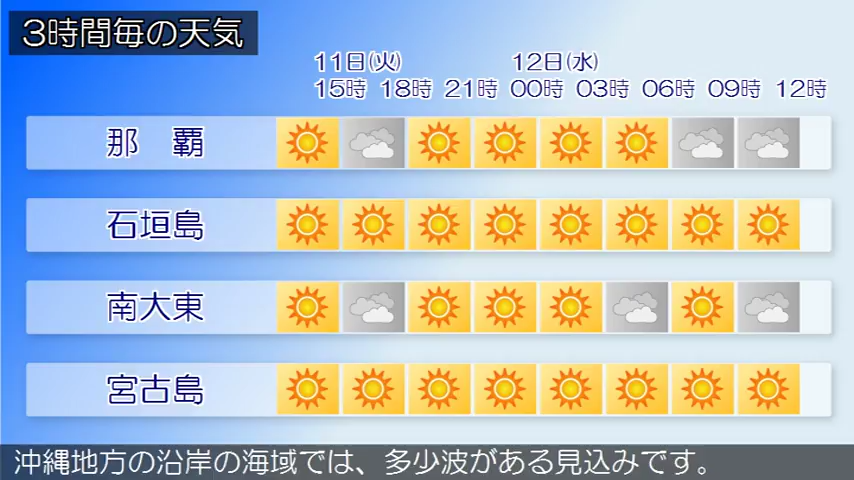 3時間毎の天気
11日(火) 12日(水)
15時 18時 21時 00時 03時 06時 09時 12時
那　覇
石垣島
南大東
宮古島
沖縄地方の沿岸の海域では、多少波がある見込みです。